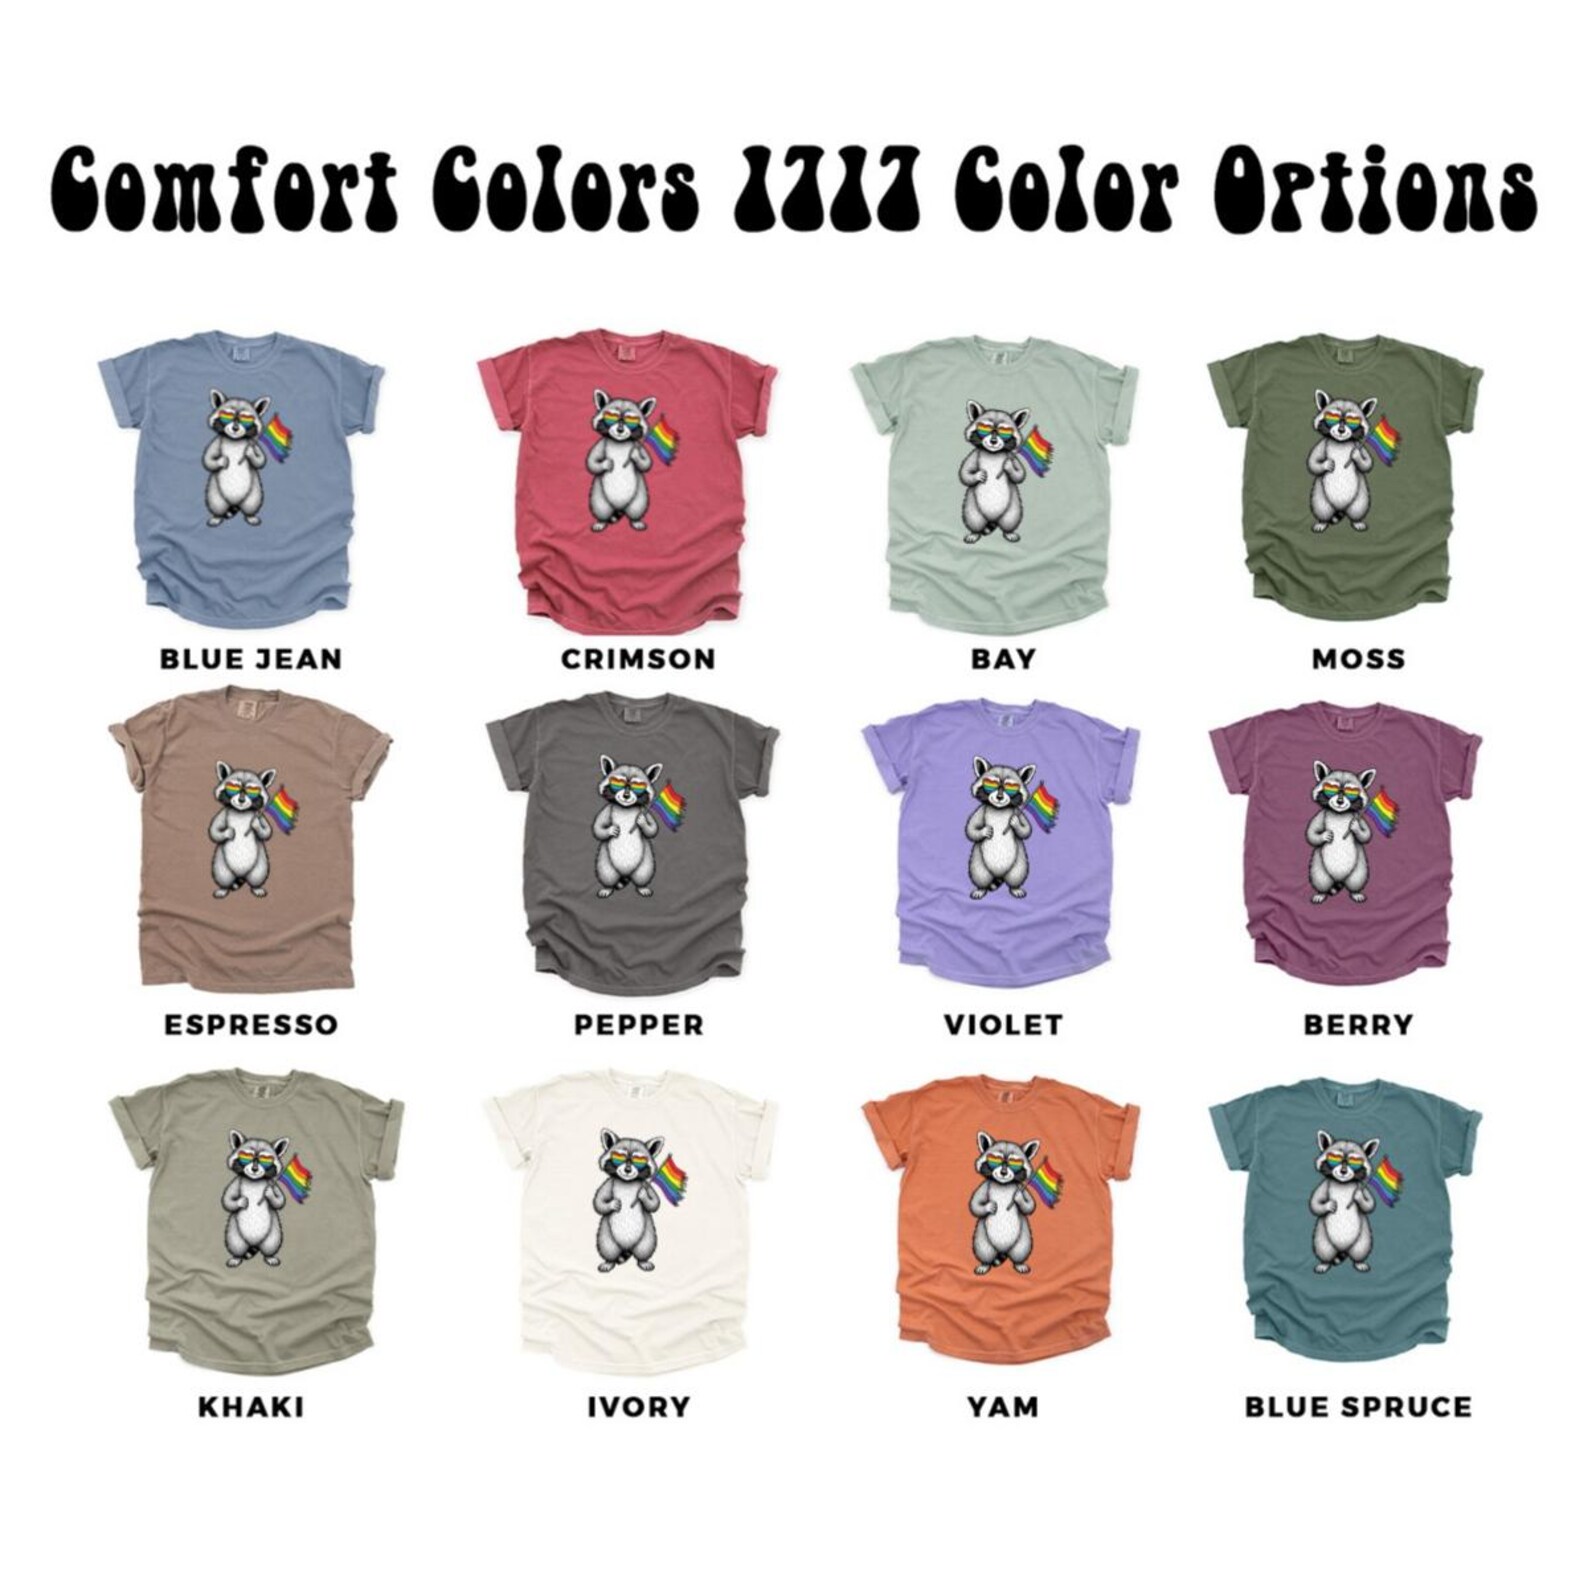 Comfort Colors 1717 Color Options
BLUE JEAN
CRIMSON
BAY
MOSS
ESPRESSO
PEPPER
VIOLET
BERRY
KHAKI
IVORY
YAM
BLUE SPRUCE